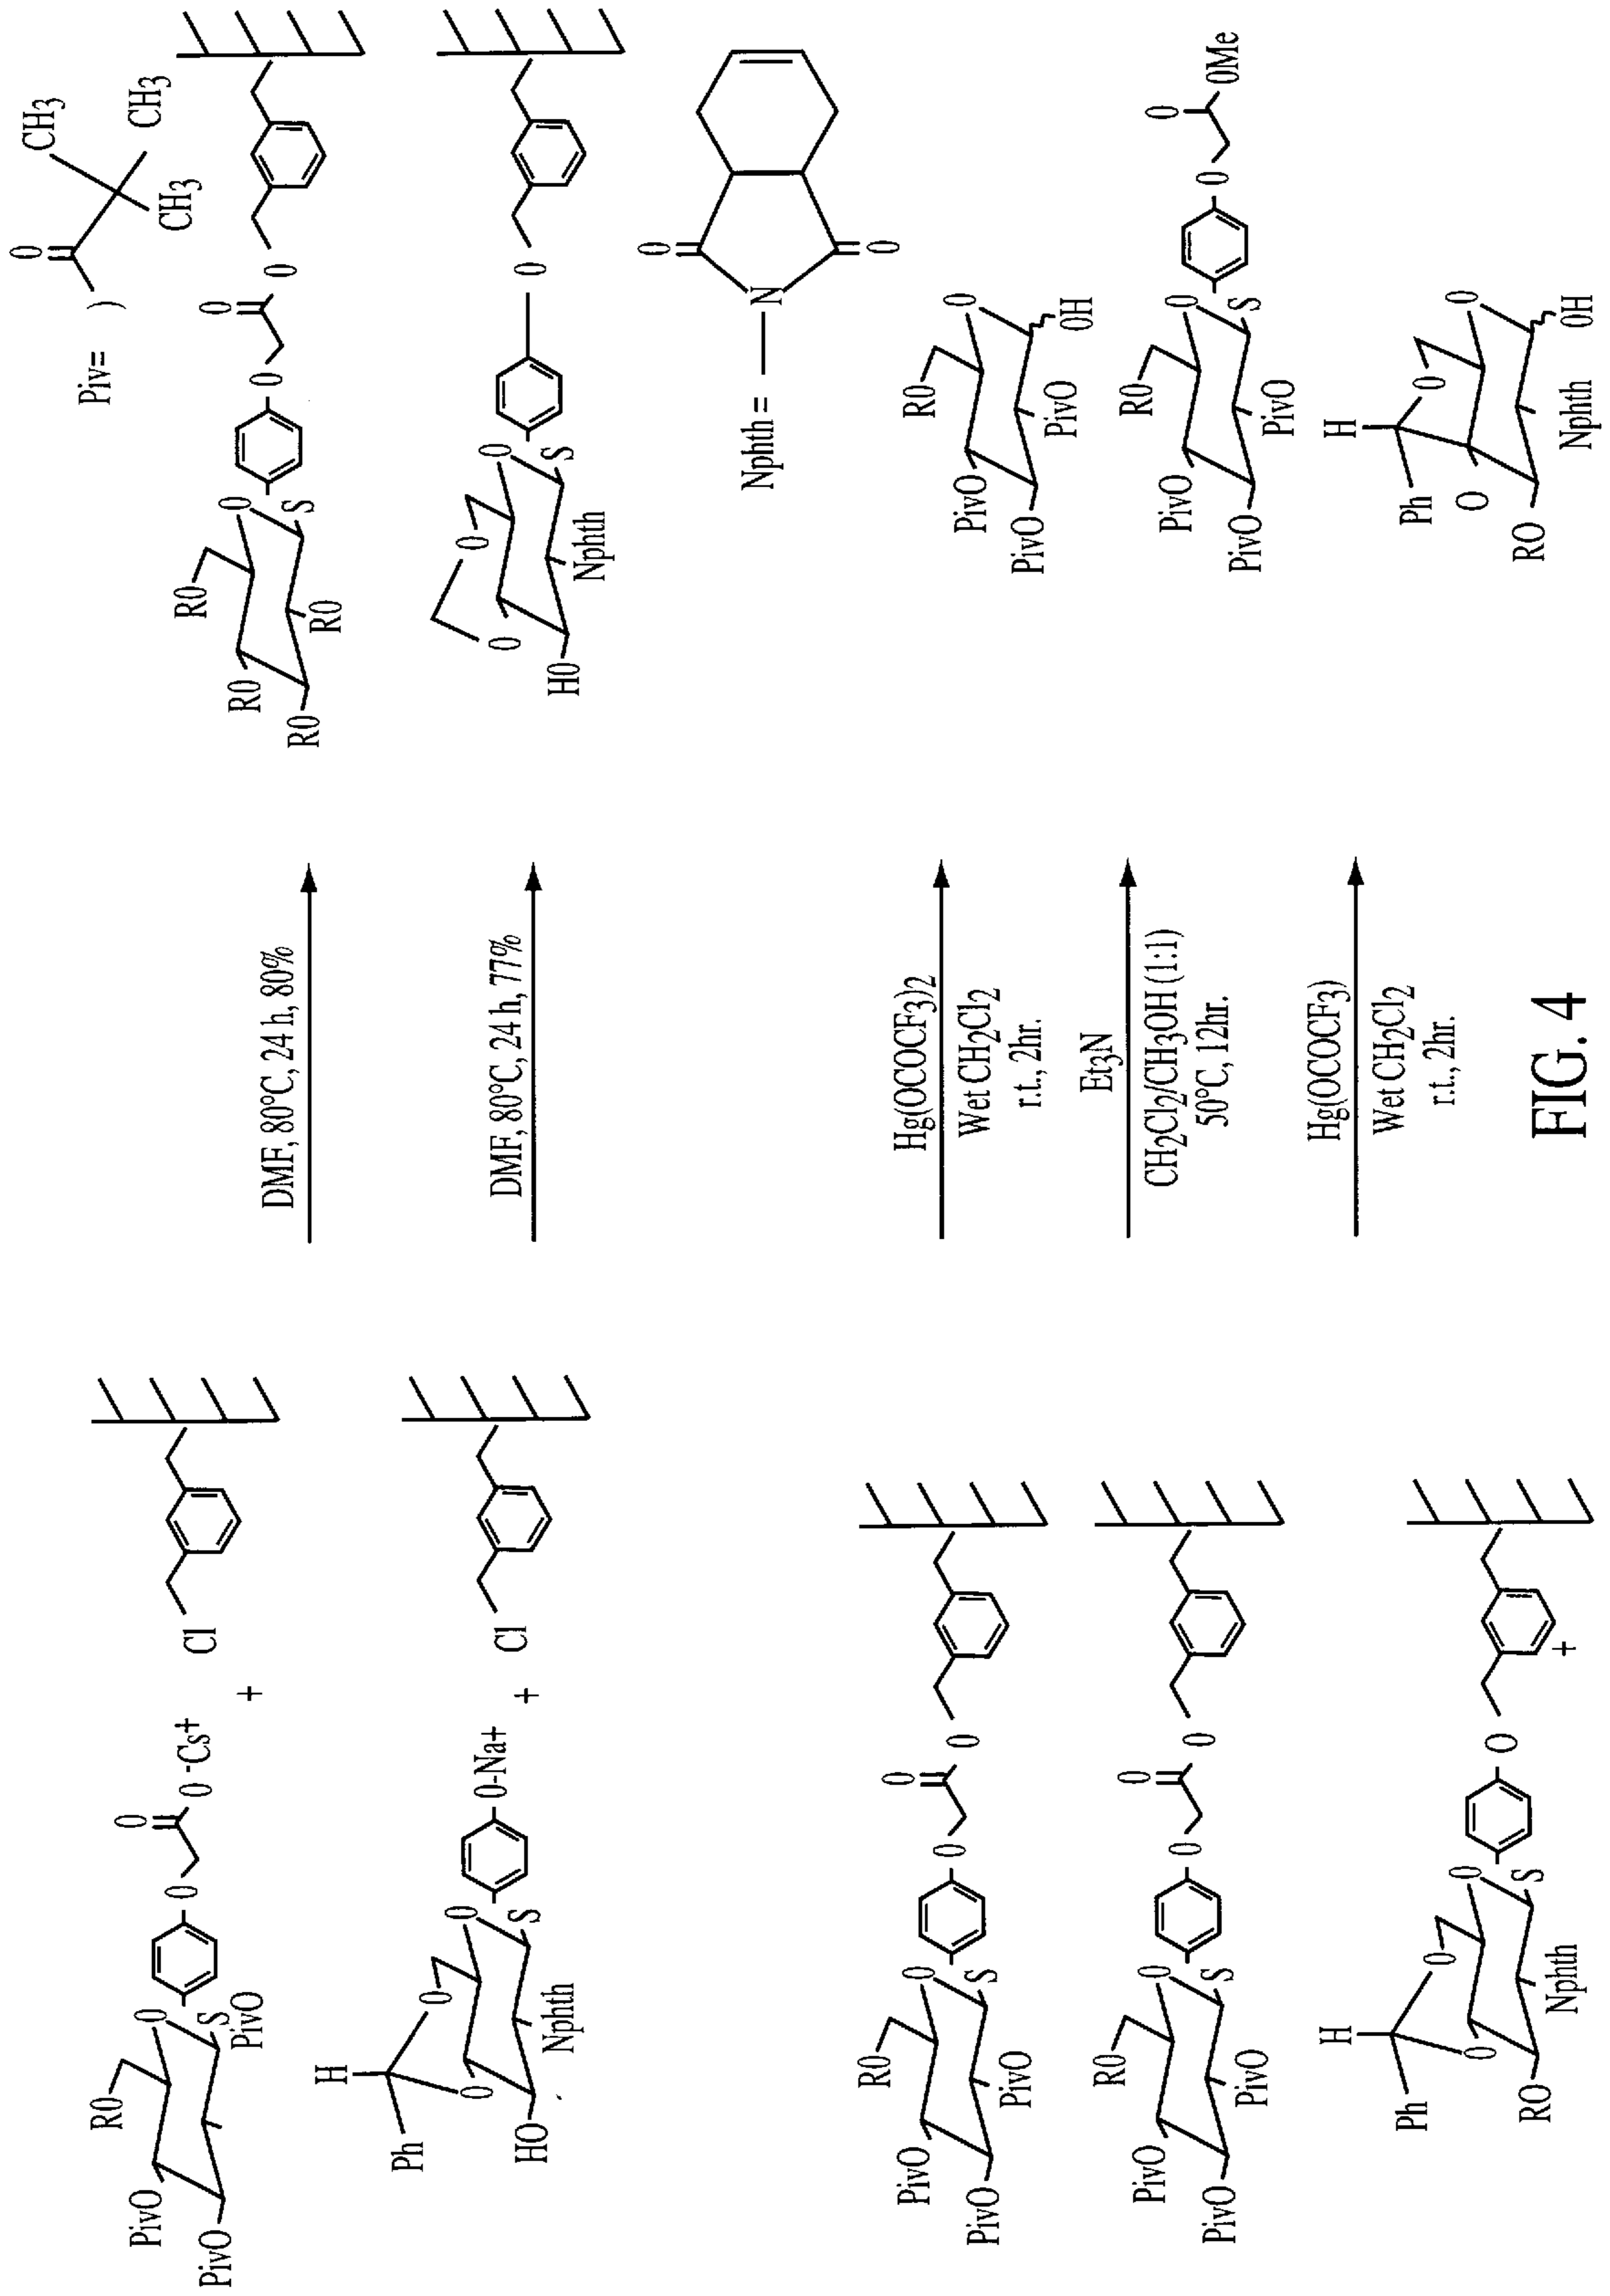 RO
PivO
PivO
PivO
O
S
O
O
O-Cs+
+
Cl
DMF, 80°C, 24 h, 80%
RO
RO
RO
RO
O
S
O
O
O
Piv=
O
)
CH3
CH3
CH3
Ph
H
O
O
HO
Nphth
O
S
O-Na+
+
Cl
DMF, 80°C, 24 h, 77%
O
O
HO
Nphth
O
S
O
Nphth =
N
O
O
RO
PivO
PivO
PivO
O
S
O
O
O
Hg(OCOCF3)2
Wet CH2Cl2
r.t., 2hr.
RO
PivO
PivO
PivO
O
OH
RO
PivO
PivO
PivO
O
S
O
O
O
Et3N
CH2Cl2/CH3OH (1:1)
50°C, 12hr.
RO
PivO
PivO
PivO
O
S
O
O
OMe
Ph
H
O
O
RO
Nphth
O
S
O
+
Hg(OCOCF3)
Wet CH2Cl2
r.t., 2hr.
Ph
H
O
O
RO
Nphth
O
OH
FIG. 4